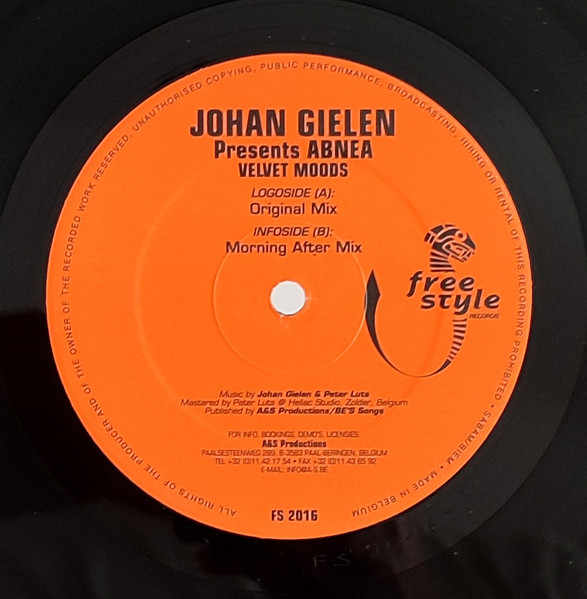 ALL RIGHTS OF THE PRODUCER AND OF THE OWNER OF THE RECORDED WORK RESERVED. UNAUTHORISED COPYING, PUBLIC PERFORMANCE, BROADCASTING, HIRING OR RENTAL OF THIS RECORDING PROHIBITED • SABAM/BIEM • MADE IN BELGIUM
JOHAN GIELEN
Presents ABNEA
VELVET MOODS
LOGOSIDE (A):
Original Mix
INFOSIDE (B):
Morning After Mix
free
style
RECORDS
Music by Johan Gielen & Peter Luts
Mastered by Peter Luts @ Heliac Studio, Zolder, Belgium
Published by A&S Productions/BE'S Songs
FOR INFO, BOOKINGS, DEMO'S, LICENSIES:
A&S Productions
PAALSESTEENWEG 289, B-3583 PAAL-BERINGEN, BELGIUM
TEL +32 (0)11.42 17 54 • FAX +32 (0)11.43 65 92
E-MAIL: INFO@A-S.BE
FS 2016
FS